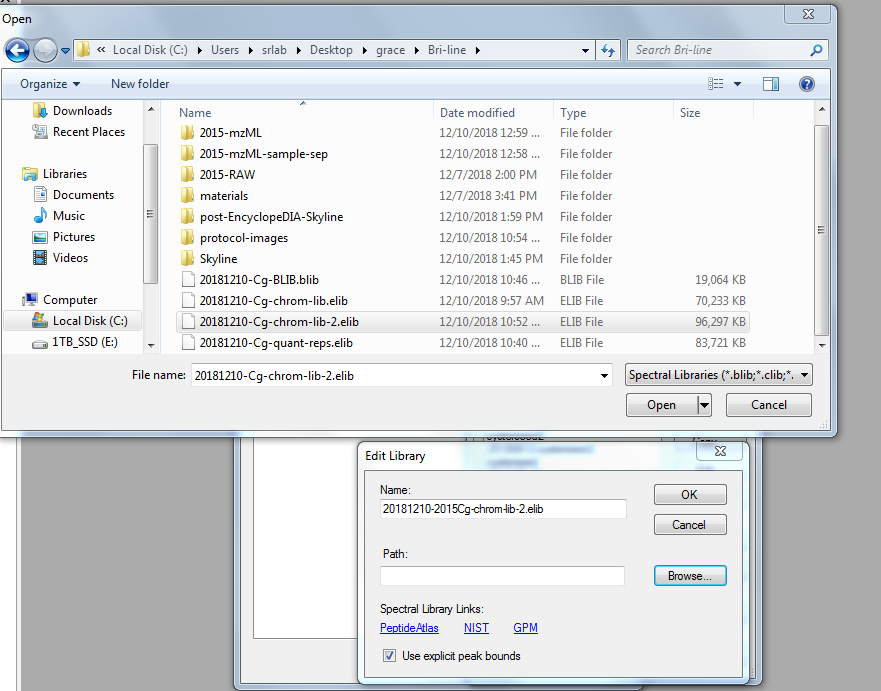 Open
« Local Disk (C:) ▸ Users ▸ srlab ▸ Desktop ▸ grace ▸ Bri-line ▸ Search Bri-line
Organize ▾ New folder
Downloads
Recent Places
Libraries
Documents
Music
Pictures
Videos
Computer
Local Disk (C:)
1TB_SSD (E:)
Name Date modified Type Size
2015-mzML 12/10/2018 12:59 ... File folder
2015-mzML-sample-sep 12/10/2018 12:58 ... File folder
2015-RAW 12/7/2018 2:00 PM File folder
materials 12/7/2018 3:41 PM File folder
post-EncyclopeDIA-Skyline 12/10/2018 1:59 PM File folder
protocol-images 12/10/2018 10:54 ... File folder
Skyline 12/10/2018 1:45 PM File folder
20181210-Cg-BLIB.blib 12/10/2018 10:46 ... BLIB File 19,064 KB
20181210-Cg-chrom-lib.elib 12/10/2018 9:57 AM ELIB File 70,233 KB
20181210-Cg-chrom-lib-2.elib 12/10/2018 10:52 ... ELIB File 96,297 KB
20181210-Cg-quant-reps.elib 12/10/2018 10:40 ... ELIB File 83,721 KB
File name: 20181210-Cg-chrom-lib-2.elib Spectral Libraries (*.blib;*.clib;*.
Open Cancel
Edit Library
Name:
20181210-2015Cg-chrom-lib-2.elib
OK
Cancel
Path:
Browse...
Spectral Library Links:
PeptideAtlas NIST GPM
Use explicit peak bounds